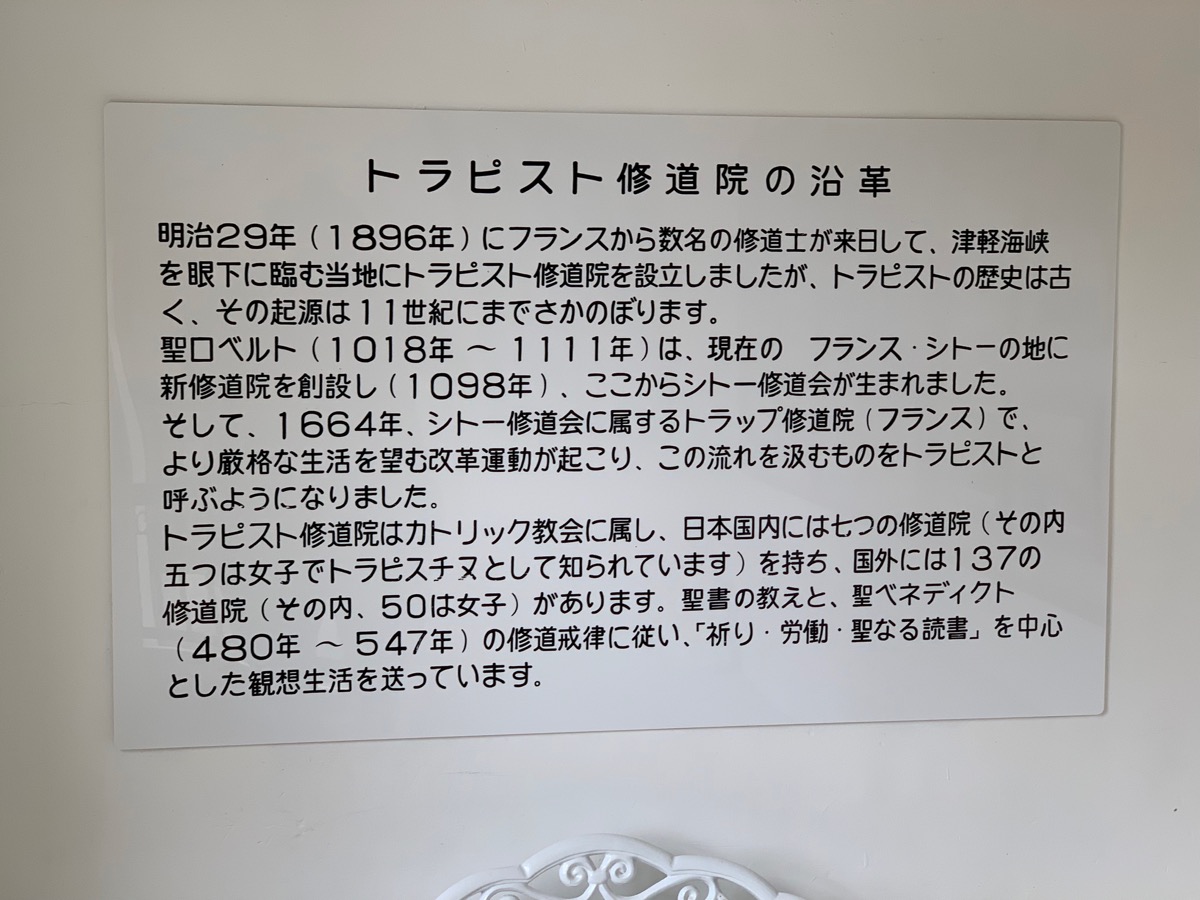 トラピスト修道院の沿革
明治29年(1896年)にフランスから数名の修道士が来日して、津軽海峡
を眼下に臨む当地にトラピスト修道院を設立しましたが、トラピストの歴史は古
く、その起源は11世紀にまでさかのぼります。
聖ロベルト(1018年 ~ 1111年)は、現在の フランス・シトーの地に
新修道院を創設し(1098年)、ここからシトー修道会が生まれました。
そして、1664年、シトー修道会に属するトラップ修道院(フランス)で、
より厳格な生活を望む改革運動が起こり、この流れを汲むものをトラピストと
呼ぶようになりました。
トラピスト修道院はカトリック教会に属し、日本国内には七つの修道院(その内
五つは女子でトラピスチヌとして知られています)を持ち、国外には137の
修道院(その内、50は女子)があります。聖書の教えと、聖ベネディクト
(480年 ~ 547年)の修道戒律に従い、「祈り・労働・聖なる読書」を中心
とした観想生活を送っています。